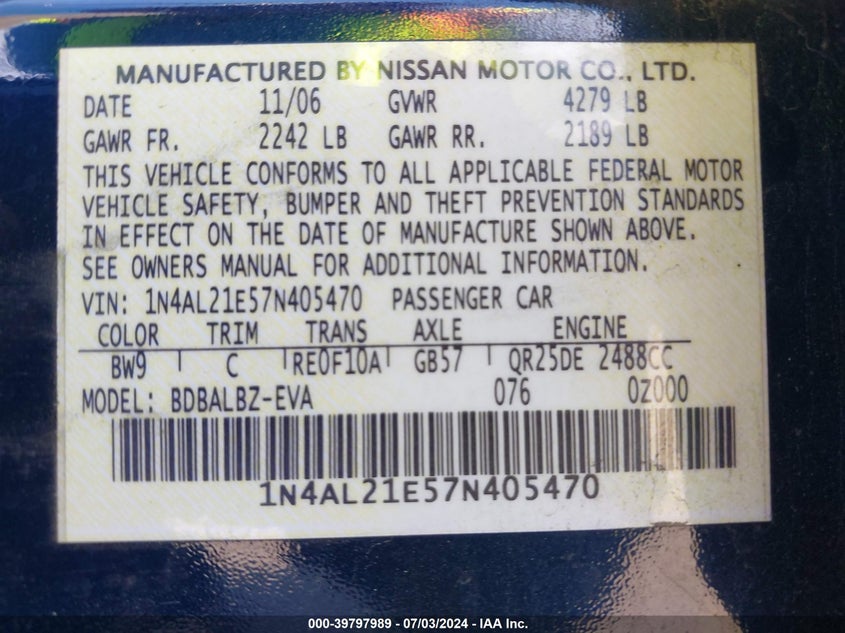 MANUFACTURED BY NISSAN MOTOR CO., LTD.
DATE 11/06 GVWR 4279 LB
GAWR FR. 2242 LB GAWR RR. 2189 LB
THIS VEHICLE CONFORMS TO ALL APPLICABLE FEDERAL MOTOR
VEHICLE SAFETY, BUMPER AND THEFT PREVENTION STANDARDS
IN EFFECT ON THE DATE OF MANUFACTURE SHOWN ABOVE.
SEE OWNERS MANUAL FOR ADDITIONAL INFORMATION.
VIN: 1N4AL21E57N405470 PASSENGER CAR
COLOR TRIM TRANS AXLE ENGINE
BW9 C RE0F10A GB57 QR25DE 2488CC
MODEL: BDBALBZ-EVA 076 0Z000
1N4AL21E57N405470
000-39797989 - 07/03/2024 - IAA Inc.